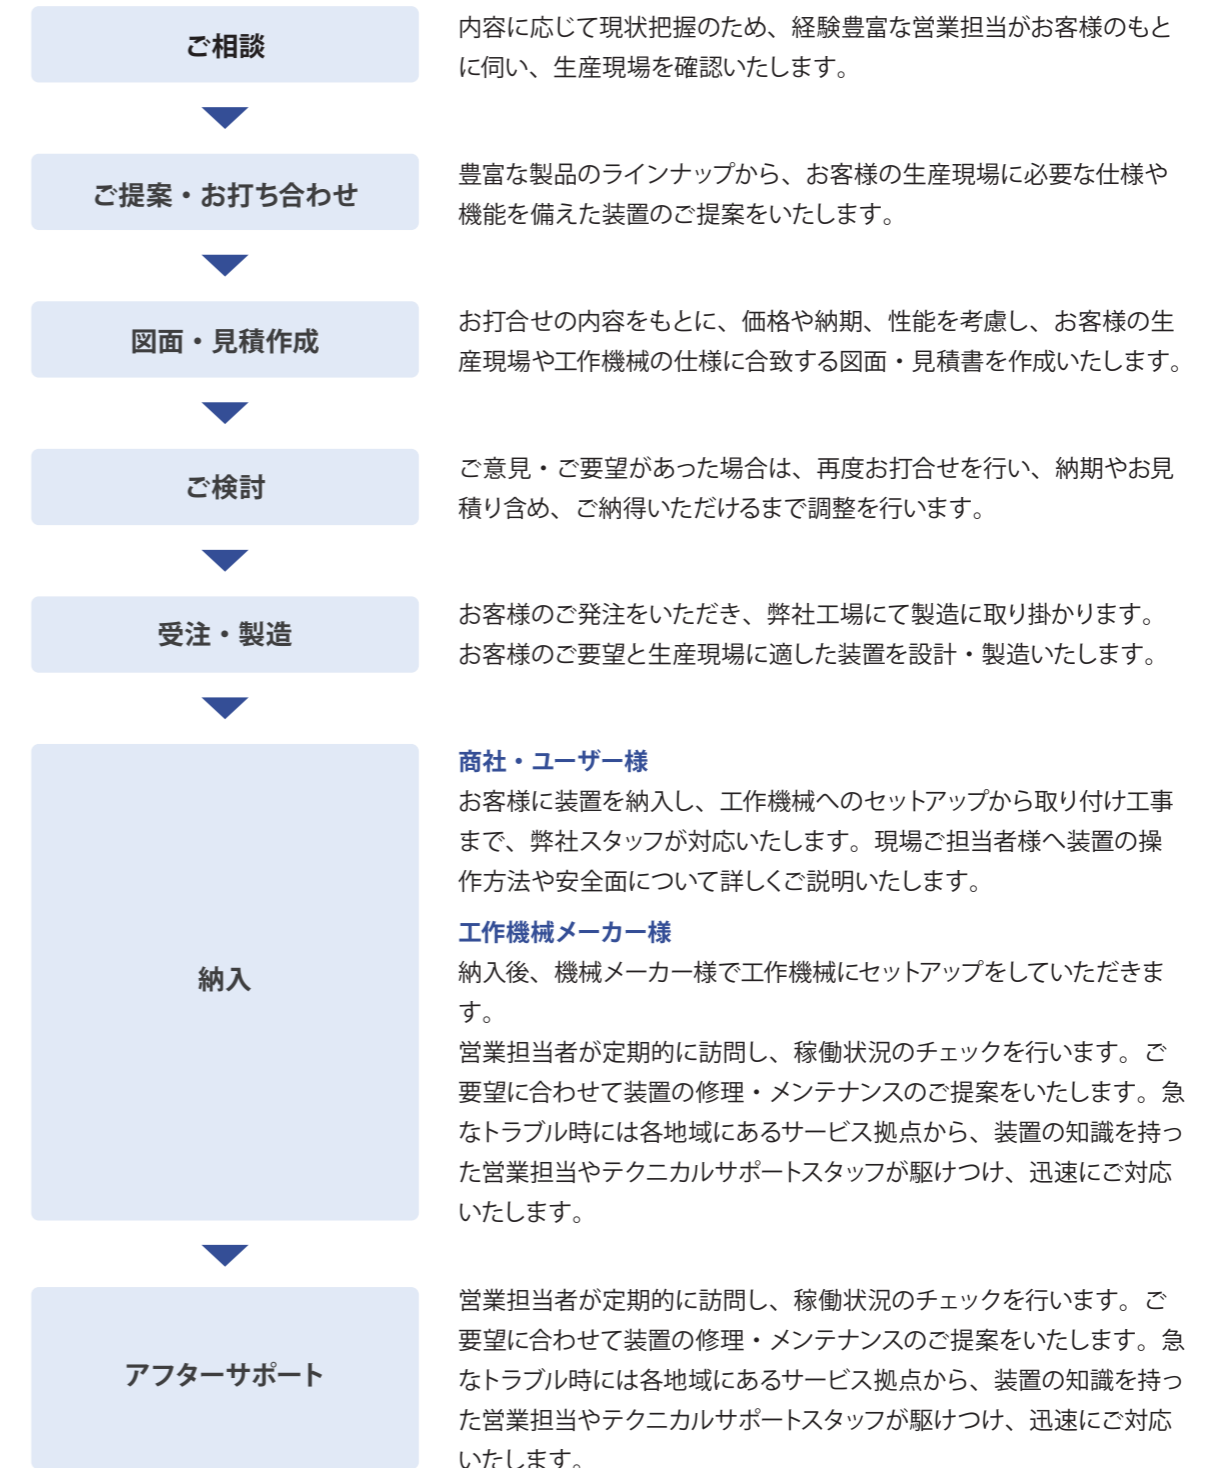 ご相談
内容に応じて現状把握のため、経験豊富な営業担当がお客様のもと
に伺い、生産現場を確認いたします。
ご提案・お打ち合わせ
豊富な製品のラインナップから、お客様の生産現場に必要な仕様や
機能を備えた装置のご提案をいたします。
図面・見積作成
お打合せの内容をもとに、価格や納期、性能を考慮し、お客様の生
産現場や工作機械の仕様に合致する図面・見積書を作成いたします。
ご検討
ご意見・ご要望があった場合は、再度お打合せを行い、納期やお見
積り含め、ご納得いただけるまで調整を行います。
受注・製造
お客様のご発注をいただき、弊社工場にて製造に取り掛かります。
お客様のご要望と生産現場に適した装置を設計・製造いたします。
納入
商社・ユーザー様
お客様に装置を納入し、工作機械へのセットアップから取り付け工事
まで、弊社スタッフが対応いたします。現場ご担当者様へ装置の操
作方法や安全面について詳しくご説明いたします。
工作機械メーカー様
納入後、機械メーカー様で工作機械にセットアップをしていただきま
す。
営業担当者が定期的に訪問し、稼働状況のチェックを行います。ご
要望に合わせて装置の修理・メンテナンスのご提案をいたします。急
なトラブル時には各地域にあるサービス拠点から、装置の知識を持っ
た営業担当やテクニカルサポートスタッフが駆けつけ、迅速にご対応
いたします。
アフターサポート
営業担当者が定期的に訪問し、稼働状況のチェックを行います。ご
要望に合わせて装置の修理・メンテナンスのご提案をいたします。急
なトラブル時には各地域にあるサービス拠点から、装置の知識を持っ
た営業担当やテクニカルサポートスタッフが駆けつけ、迅速にご対応
いたします。